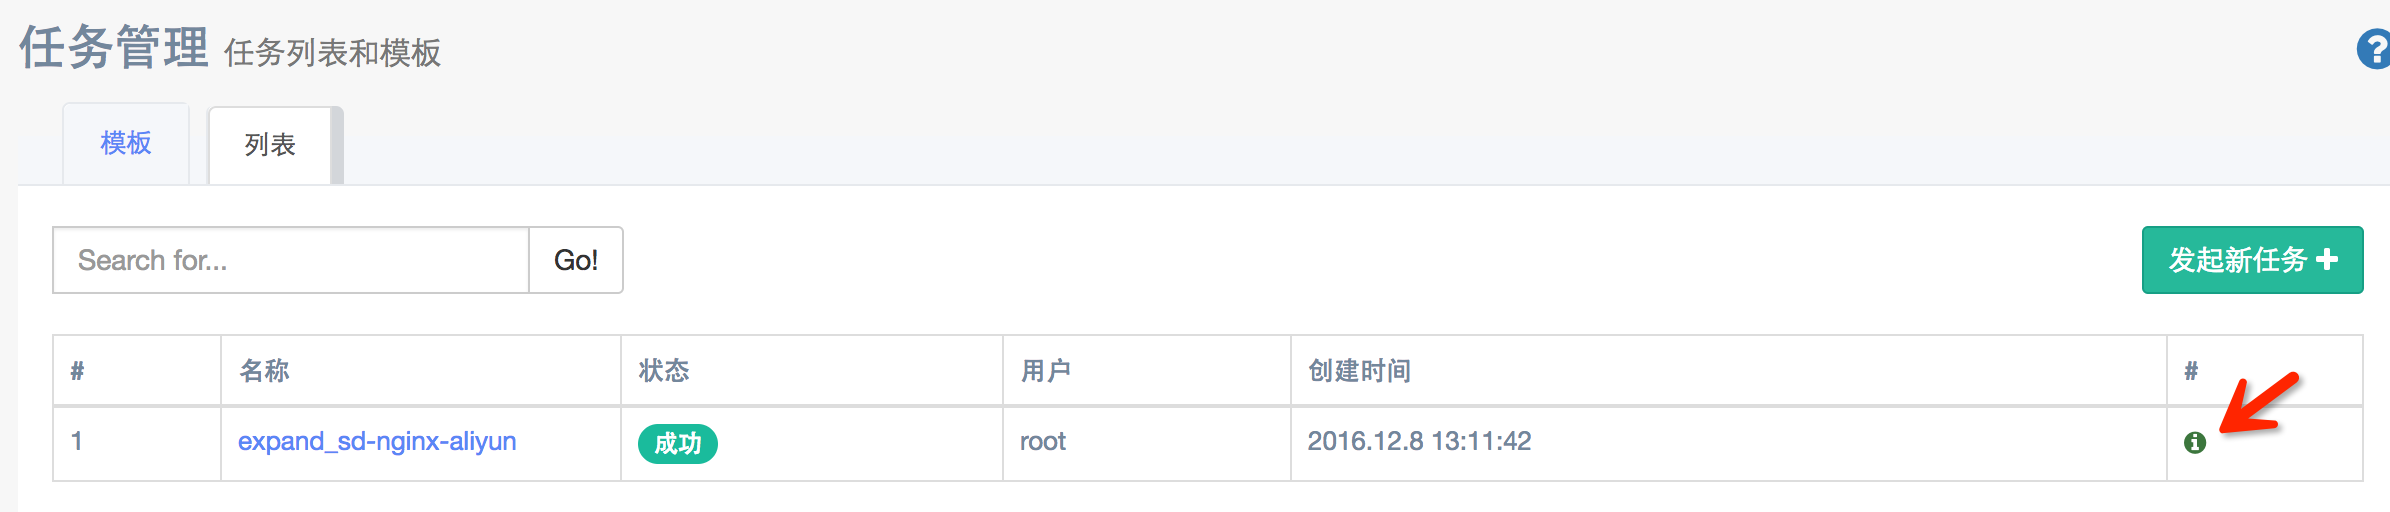 任务管理 任务列表和模板
模板 列表
Search for... Go! 发起新任务
# 名称 状态 用户 创建时间 #
1 expand_sd-nginx-aliyun 成功 root 2016.12.8 13:11:42